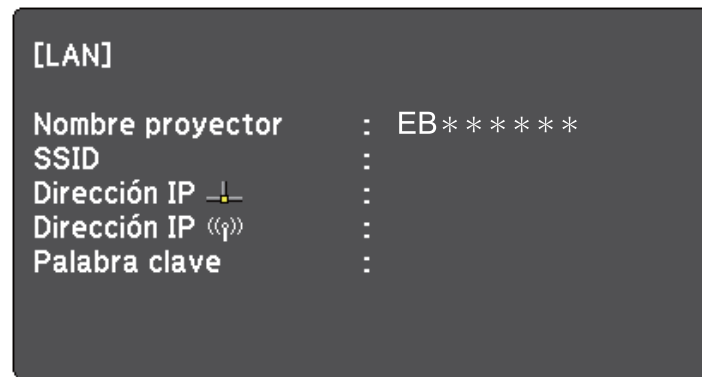 [LAN]
Nombre proyector : EB******
SSID :
Dirección IP :
Dirección IP :
Palabra clave :